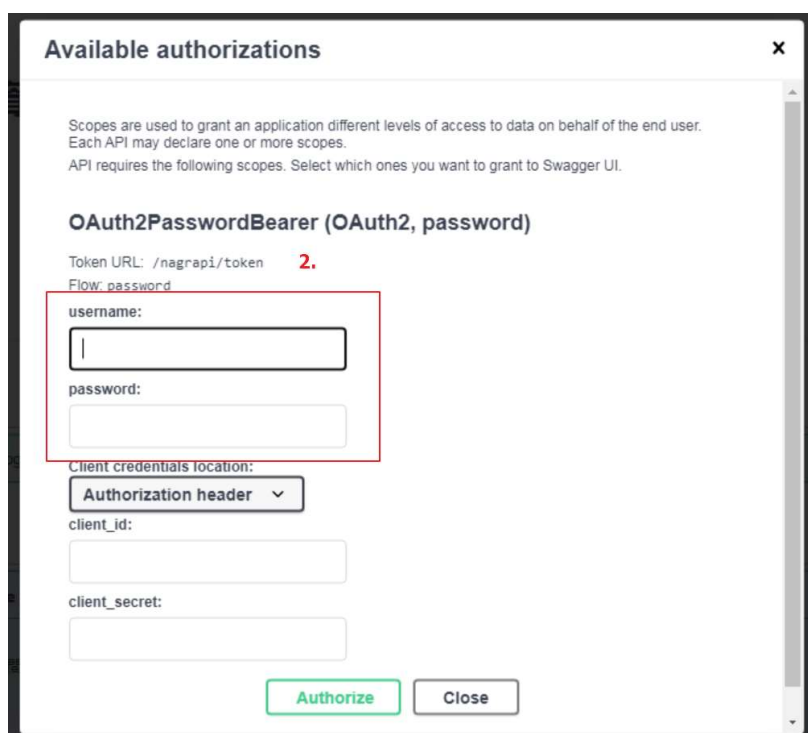 Available authorizations
x
Scopes are used to grant an application different levels of access to data on behalf of the end user.
Each API may declare one or more scopes.
API requires the following scopes. Select which ones you want to grant to Swagger UI.
OAuth2PasswordBearer (OAuth2, password)
Token URL: /nagrapi/token 2.
Flow: password
username:
password:
Client credentials location:
Authorization header
client_id:
client_secret:
Authorize Close